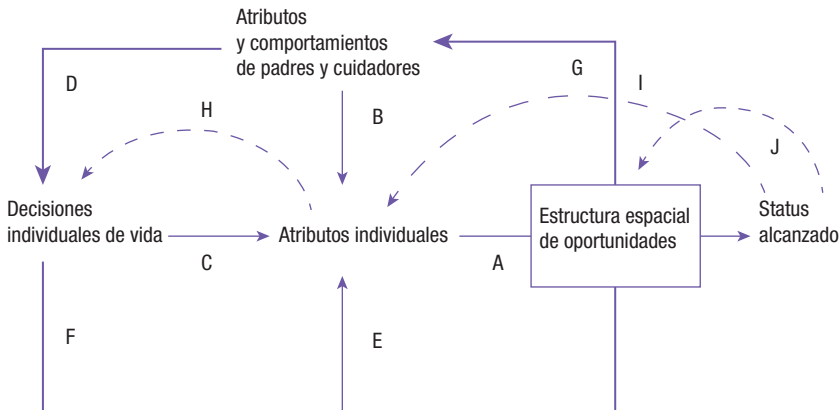 Atributos
y comportamientos
de padres y cuidadores
D
G
I
H
B
J
Decisiones
individuales de vida
C
Atributos individuales
A
Estructura espacial
de oportunidades
Status
alcanzado
F
E